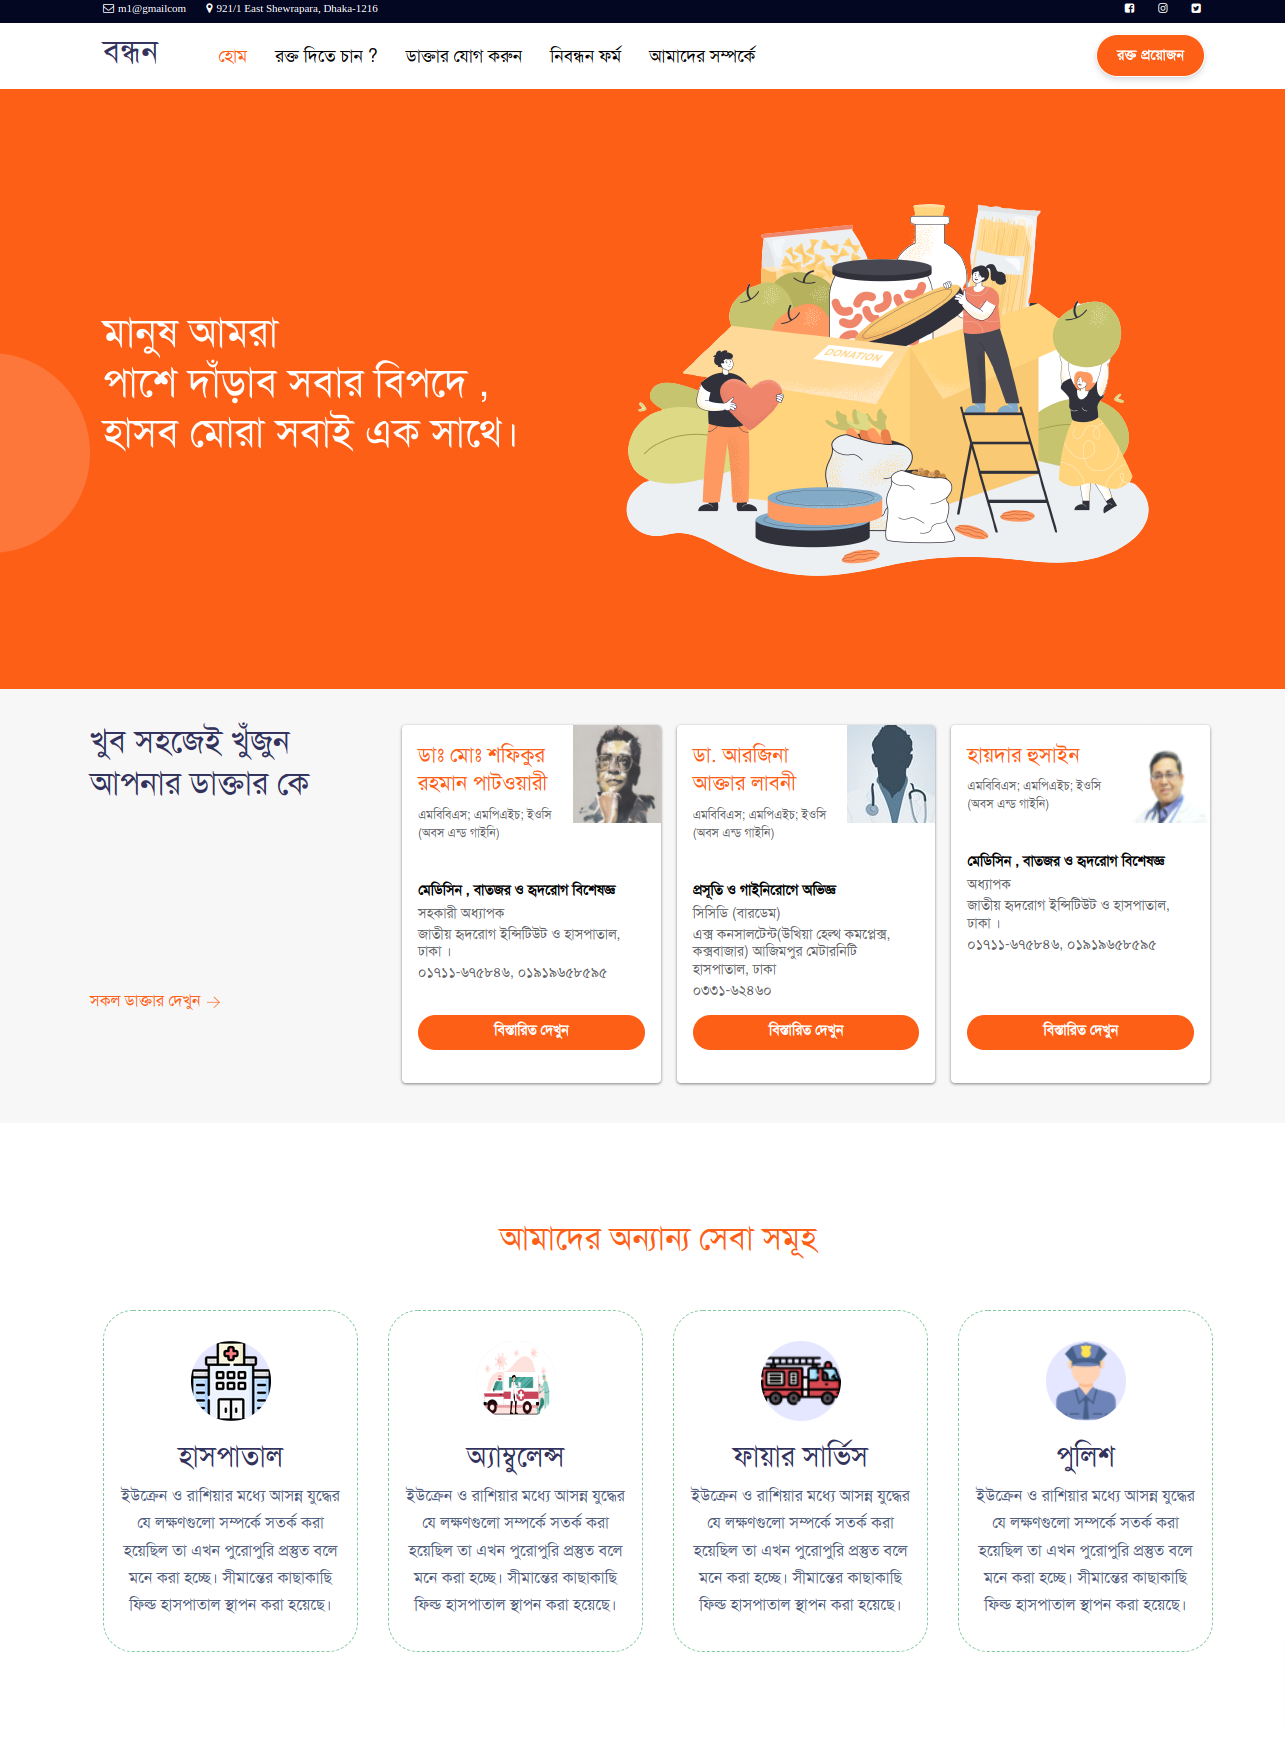 m1@gmailcom 921/1 East Shewrapara, Dhaka-1216
বন্ধন হোম রক্ত দিতে চান ? ডাক্তার যোগ করুন নিবন্ধন ফর্ম আমাদের সম্পর্কে রক্ত প্রয়োজন
মানুষ আমরা
পাশে দাঁড়াব সবার বিপদে ,
হাসব মোরা সবাই এক সাথে।
DONATION
খুব সহজেই খুঁজুন
আপনার ডাক্তার কে
সকল ডাক্তার দেখুন
ডাঃ মোঃ শফিকুর
রহমান পাটওয়ারী
এমবিবিএস; এমপিএইচ; ইওসি
(অবস এন্ড গাইনি)
মেডিসিন , বাতজর ও হৃদরোগ বিশেষজ্ঞ
সহকারী অধ্যাপক
জাতীয় হৃদরোগ ইন্সিটিউট ও হাসপাতাল,
ঢাকা ।
০১৭১১-৬৭৫৮৪৬, ০১৯১৯৬৫৮৫৯৫
বিস্তারিত দেখুন
ডা. আরজিনা
আক্তার লাবনী
এমবিবিএস; এমপিএইচ; ইওসি
(অবস এন্ড গাইনি)
প্রসূতি ও গাইনিরোগে অভিজ্ঞ
সিসিডি (বারডেম)
এক্স কনসালটেন্ট(উখিয়া হেল্থ কমপ্লেক্স,
কক্সবাজার) আজিমপুর মেটারনিটি
হাসপাতাল, ঢাকা
০৩৩১-৬২৪৬০
বিস্তারিত দেখুন
হায়দার হুসাইন
এমবিবিএস; এমপিএইচ; ইওসি
(অবস এন্ড গাইনি)
মেডিসিন , বাতজর ও হৃদরোগ বিশেষজ্ঞ
অধ্যাপক
জাতীয় হৃদরোগ ইন্সিটিউট ও হাসপাতাল,
ঢাকা ।
০১৭১১-৬৭৫৮৪৬, ০১৯১৯৬৫৮৫৯৫
বিস্তারিত দেখুন
আমাদের অন্যান্য সেবা সমূহ
হাসপাতাল
ইউক্রেন ও রাশিয়ার মধ্যে আসন্ন যুদ্ধের
যে লক্ষণগুলো সম্পর্কে সতর্ক করা
হয়েছিল তা এখন পুরোপুরি প্রস্তুত বলে
মনে করা হচ্ছে। সীমান্তের কাছাকাছি
ফিল্ড হাসপাতাল স্থাপন করা হয়েছে।
অ্যাম্বুলেন্স
ইউক্রেন ও রাশিয়ার মধ্যে আসন্ন যুদ্ধের
যে লক্ষণগুলো সম্পর্কে সতর্ক করা
হয়েছিল তা এখন পুরোপুরি প্রস্তুত বলে
মনে করা হচ্ছে। সীমান্তের কাছাকাছি
ফিল্ড হাসপাতাল স্থাপন করা হয়েছে।
ফায়ার সার্ভিস
ইউক্রেন ও রাশিয়ার মধ্যে আসন্ন যুদ্ধের
যে লক্ষণগুলো সম্পর্কে সতর্ক করা
হয়েছিল তা এখন পুরোপুরি প্রস্তুত বলে
মনে করা হচ্ছে। সীমান্তের কাছাকাছি
ফিল্ড হাসপাতাল স্থাপন করা হয়েছে।
পুলিশ
ইউক্রেন ও রাশিয়ার মধ্যে আসন্ন যুদ্ধের
যে লক্ষণগুলো সম্পর্কে সতর্ক করা
হয়েছিল তা এখন পুরোপুরি প্রস্তুত বলে
মনে করা হচ্ছে। সীমান্তের কাছাকাছি
ফিল্ড হাসপাতাল স্থাপন করা হয়েছে।